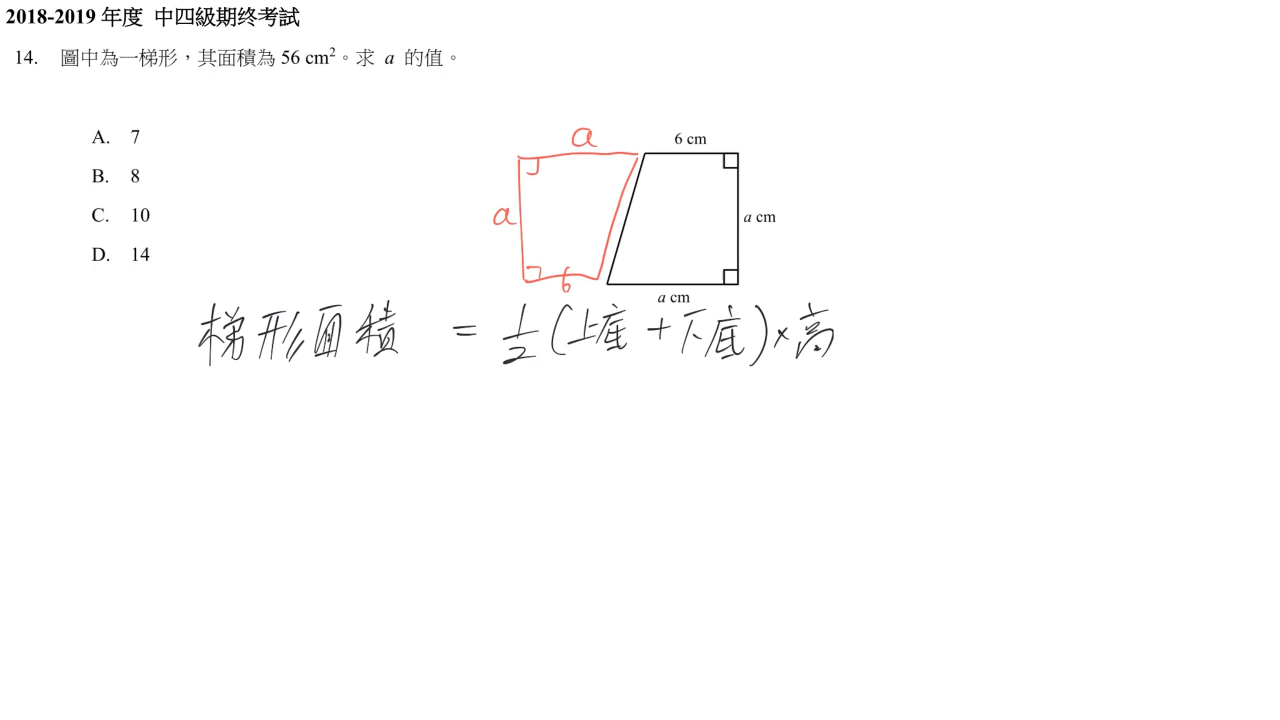 2018-2019 年度 中四級期终考試
14. 圖中為一梯形，其面積為 56 cm²。求 a 的值。
A. 7
B. 8
C. 10
D. 14
a
6 cm
a
a cm
6
a cm
梯形面積 = 1/2 (上底 + 下底) × 高